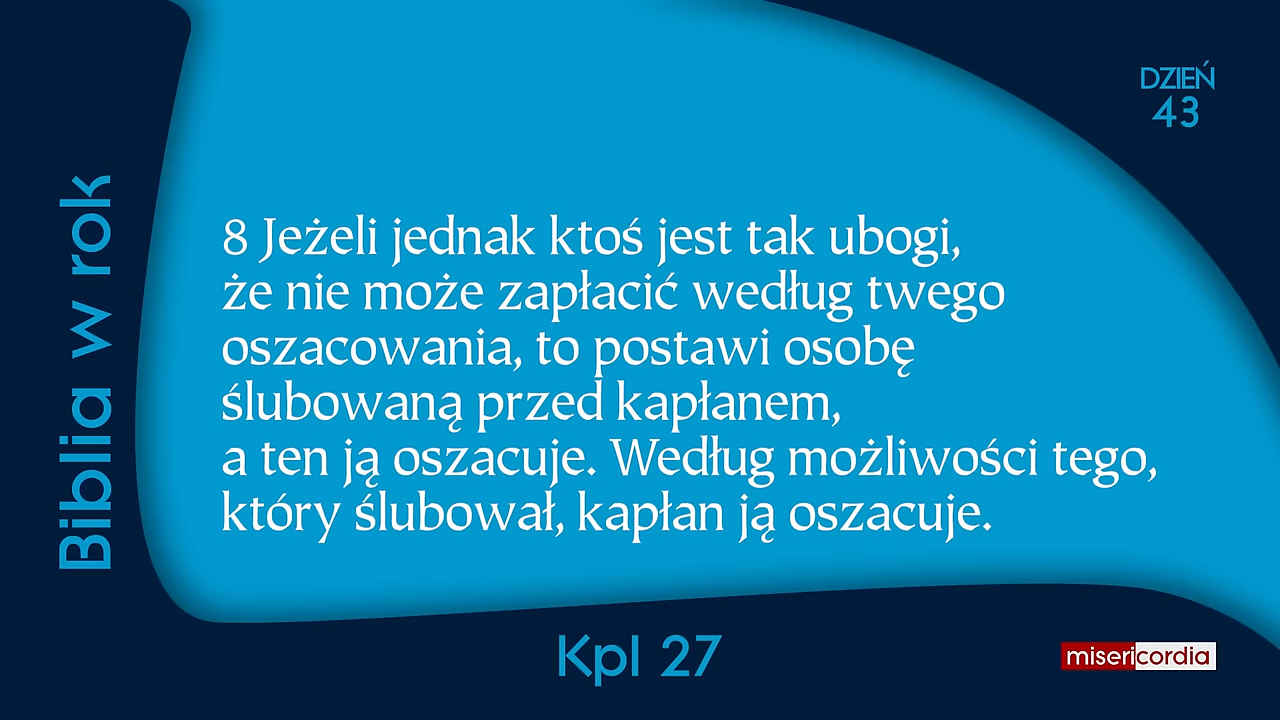 DZIEŃ
43
Biblia w rok
8 Jeżeli jednak ktoś jest tak ubogi,
że nie może zapłacić według twego
oszacowania, to postawi osobę
ślubowaną przed kapłanem,
a ten ją oszacuje. Według możliwości tego,
który ślubował, kapłan ją oszacuje.
Kpl 27
misericordia